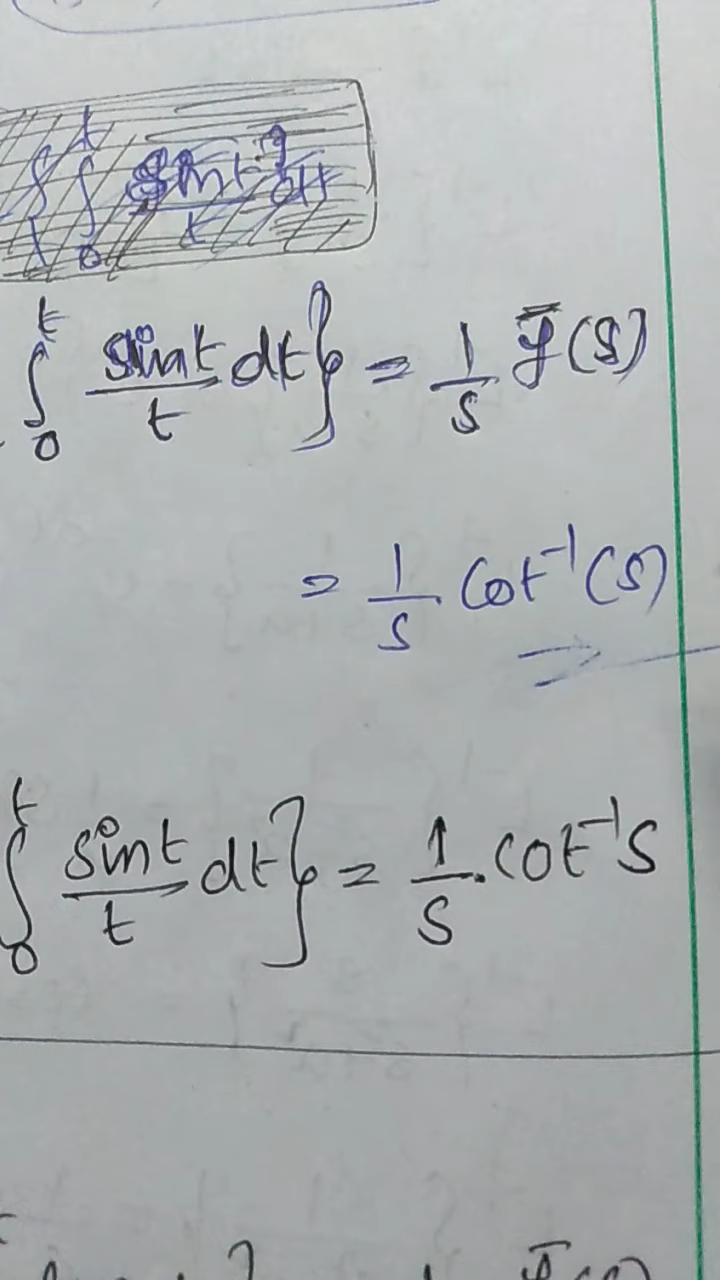 ∫₀ᵗ sint/t dt} = 1/s f̄(s)
= 1/s cot⁻¹(s)
∫₀ᵗ sint/t dt} = 1/s . cot⁻¹s